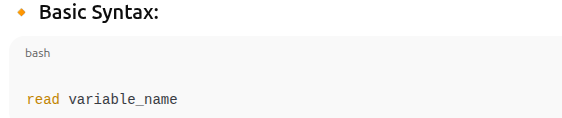 🔸 Basic Syntax:
bash
read variable_name